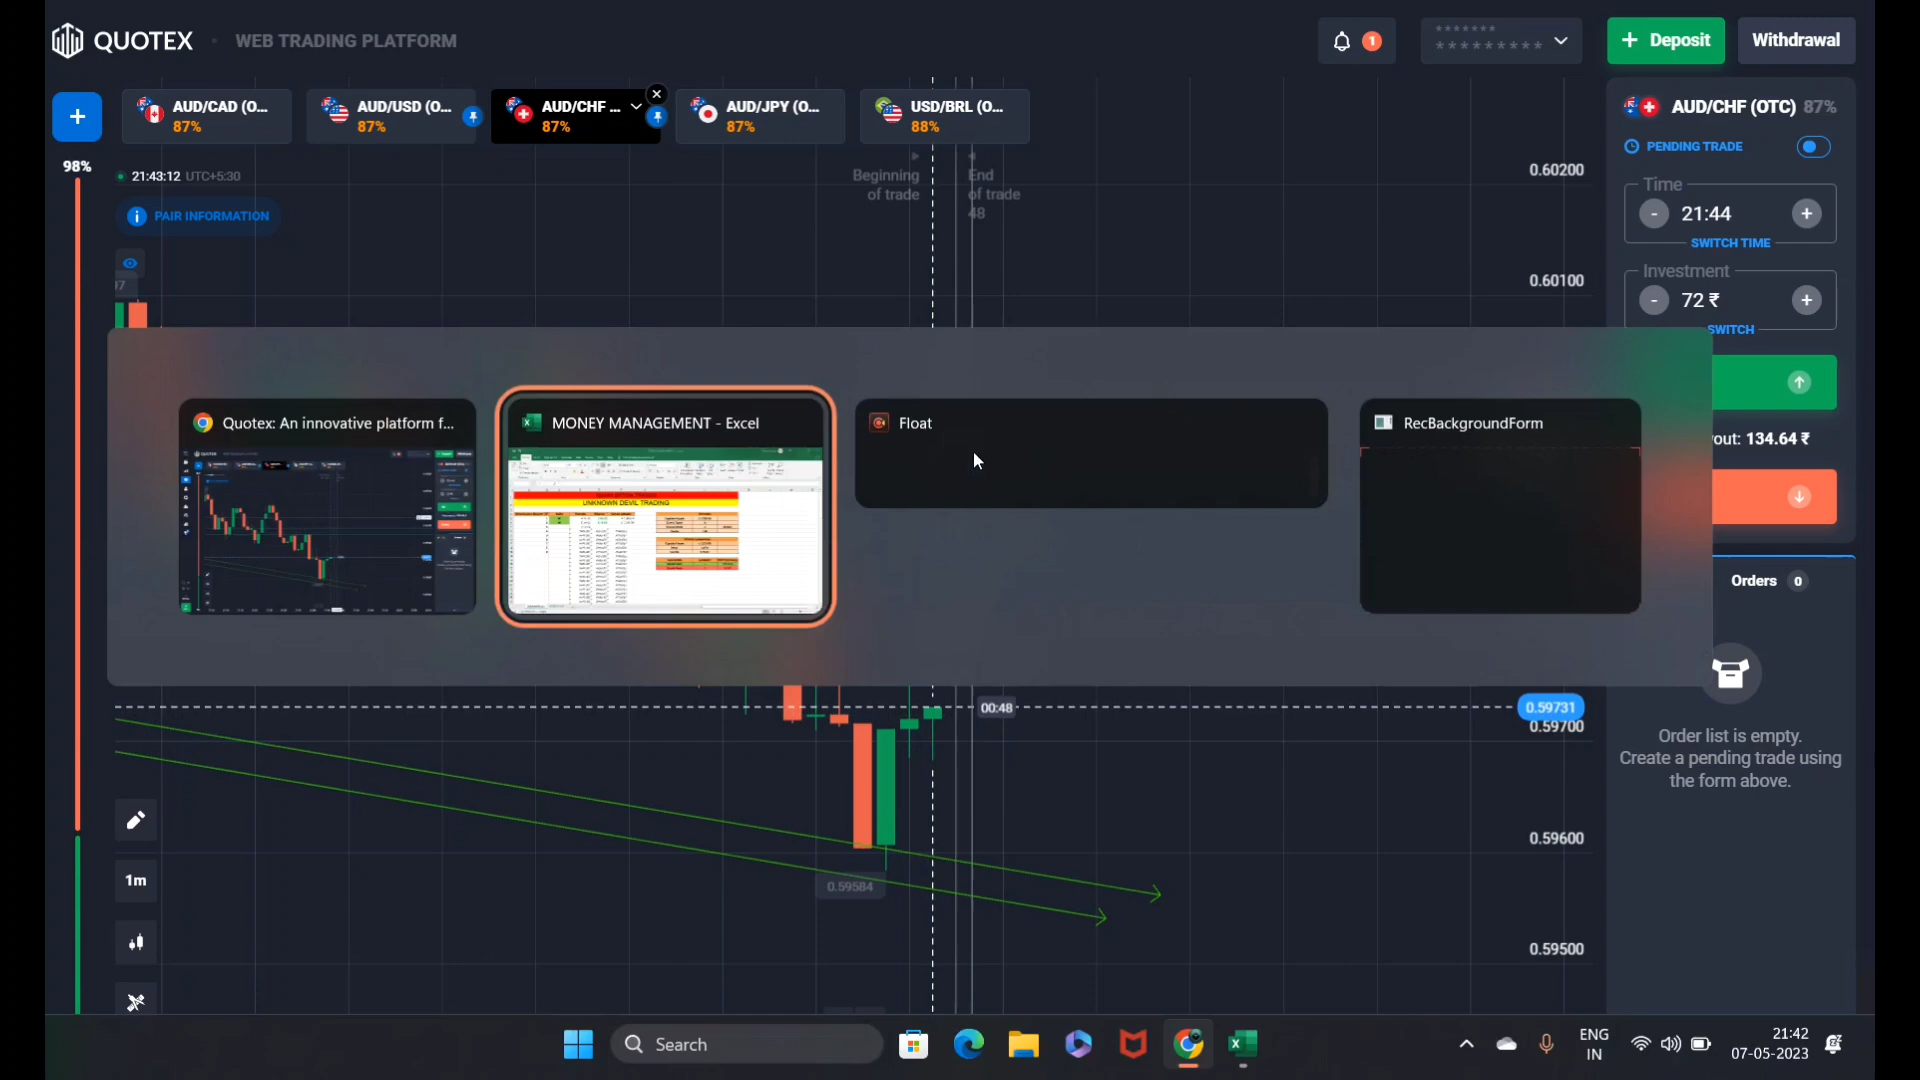 QUOTEX
WEB TRADING PLATFORM
1
*******
*********
+ Deposit
Withdrawal
+
AUD/CAD (O...
87%
AUD/USD (O...
87%
AUD/CHF ...
87%
AUD/JPY (O...
87%
USD/BRL (O...
88%
AUD/CHF (OTC) 87%
PENDING TRADE
98%
21:43:12 UTC+5:30
PAIR INFORMATION
Beginning
of trade
End
of trade
48
0.60200
0.60100
Time
- 21:44 +
SWITCH TIME
Investment
- 72 ₹ +
SWITCH
out: 134.64 ₹
Orders 0
Order list is empty.
Create a pending trade using
the form above.
Quotex: An innovative platform f...
MONEY MANAGEMENT - Excel
UNKNOWN DEVIL TRADING
Float
RecBackgroundForm
00:48
0.59731
0.59700
0.59600
0.59584
0.59500
1m
Search
ENG
IN
21:42
07-05-2023